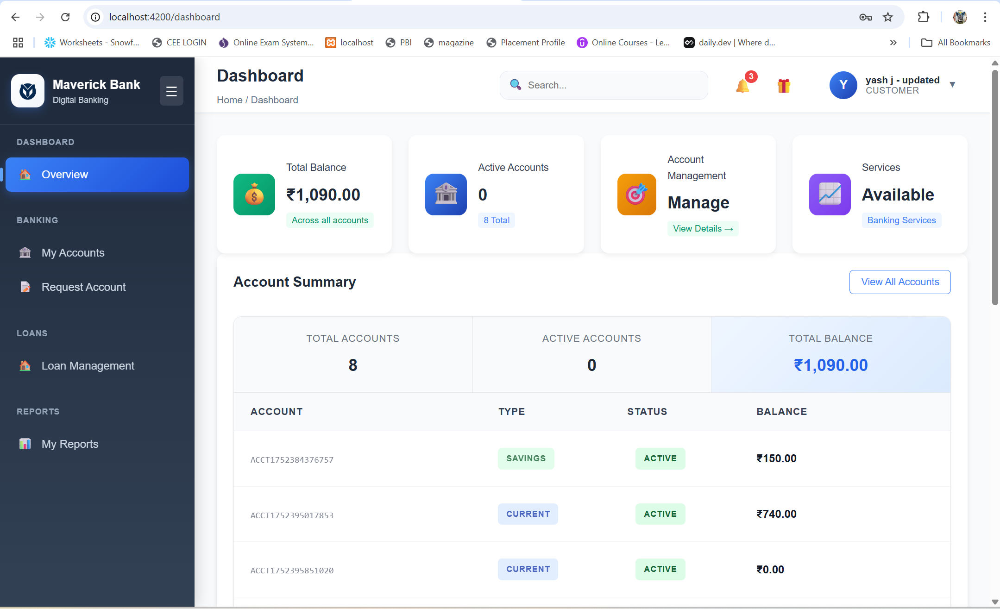 localhost:4200/dashboard
Worksheets - Snowf...
CEE LOGIN
Online Exam System...
localhost
PBI
magazine
Placement Profile
Online Courses - Le...
daily.dev | Where d...
All Bookmarks
Maverick Bank
Digital Banking
DASHBOARD
Overview
BANKING
My Accounts
Request Account
LOANS
Loan Management
REPORTS
My Reports
Dashboard
Home / Dashboard
Search...
3
Y
yash j - updated
CUSTOMER
Total Balance
₹1,090.00
Across all accounts
Active Accounts
0
8 Total
Account
Management
Manage
View Details →
Services
Available
Banking Services
Account Summary
View All Accounts
TOTAL ACCOUNTS
8
ACTIVE ACCOUNTS
0
TOTAL BALANCE
₹1,090.00
ACCOUNT TYPE STATUS BALANCE
ACCT1752384376757 SAVINGS ACTIVE ₹150.00
ACCT1752395017853 CURRENT ACTIVE ₹740.00
ACCT1752395851020 CURRENT ACTIVE ₹0.00